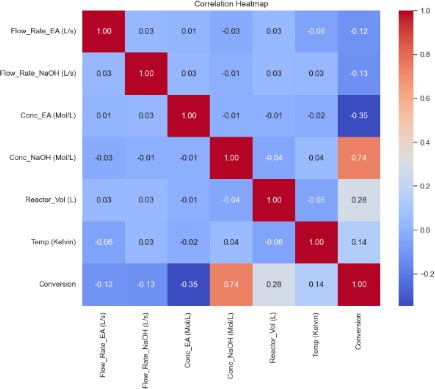 Correlation Heatmap
Flow_Rate_EA (L/s) 1.00 0.03 0.01 -0.03 0.03 -0.06 -0.12
Flow_Rate_NaOH (L/s) 0.03 1.00 0.03 -0.01 0.03 0.03 -0.13
Conc_EA (Mol/L) 0.01 0.03 1.00 -0.01 -0.01 -0.02 -0.35
Conc_NaOH (Mol/L) -0.03 -0.01 -0.01 1.00 -0.04 0.04 0.74
Reactor_Vol (L) 0.03 0.03 -0.01 -0.04 1.00 -0.06 0.28
Temp (Kelvin) -0.06 0.03 -0.02 0.04 -0.06 1.00 0.14
Conversion -0.12 -0.13 -0.35 0.74 0.28 0.14 1.00
Flow_Rate_EA (L/s)
Flow_Rate_NaOH (L/s)
Conc_EA (Mol/L)
Conc_NaOH (Mol/L)
Reactor_Vol (L)
Temp (Kelvin)
Conversion
1.0
0.8
0.6
0.4
0.2
0.0
-0.2